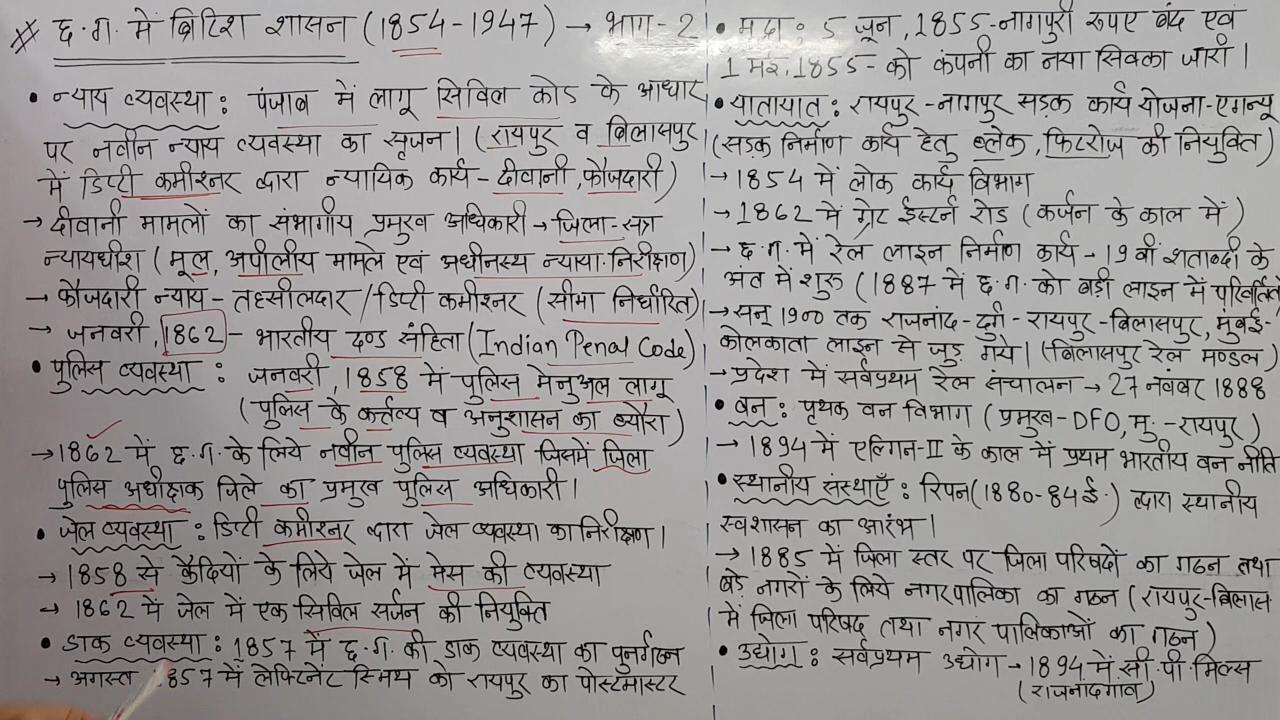 # छ.ग. में ब्रिटिश शासन (1854-1947) → भाग-2
• न्याय व्यवस्था : पंजाब में लागू सिविल कोड के आधार
पर नवीन न्याय व्यवस्था का सृजन। (रायपुर व बिलासपुर
में डिप्टी कमीश्नर द्वारा न्यायिक कार्य - दीवानी, फौजदारी)
→ दीवानी मामलों का संभागीय प्रमुख अधिकारी → जिला-सत्र
न्यायधीश (मूल, अपीलीय मामले एवं अधीनस्थ न्याया. निरीक्षण)
→ फौजदारी न्याय - तहसीलदार / डिप्टी कमीश्नर (सीमा निर्धारित)
→ जनवरी, 1862 - भारतीय दण्ड संहिता (Indian Penal Code)
• पुलिस व्यवस्था : जनवरी, 1858 में पुलिस मेनुअल लागू
(पुलिस के कर्त्तव्य व अनुशासन का ब्यौरा)
→ 1862 में छ.ग. के लिये नवीन पुलिस व्यवस्था जिसमें जिला
पुलिस अधीक्षक जिले का प्रमुख पुलिस अधिकारी।
• जेल व्यवस्था : डिप्टी कमीश्नर द्वारा जेल व्यवस्था का निरीक्षण।
→ 1858 से कैदियों के लिये जेल में मेस की व्यवस्था
→ 1862 में जेल में एक सिविल सर्जन की नियुक्ति
• डाक व्यवस्था : 1857 में छ.ग. की डाक व्यवस्था का पुनर्गठन
→ अगस्त 1857 में लेफ्टिनेंट स्मिथ को रायपुर का पोस्टमास्टर
• मुद्रा : 5 जून, 1855 - नागपुरी रूपए बंद एवं
1 मई, 1855 - को कंपनी का नया सिक्का जारी।
• यातायात : रायपुर - नागपुर सड़क कार्य योजना - एगन्यू
(सड़क निर्माण कार्य हेतु ब्लेक, फिटरोज की नियुक्ति)
→ 1854 में लोक कार्य विभाग
→ 1862 में ग्रेट ईस्टर्न रोड (कर्जन के काल में)
→ छ.ग. में रेल लाइन निर्माण कार्य - 19 वीं शताब्दी के
अंत में शुरू (1887 में छ.ग. को बड़ी लाइन में परिवर्तित
→ सन् 1900 तक राजनांद - दुर्ग - रायपुर - बिलासपुर, मुंबई -
कोलकाता लाइन से जुड़ गये। (बिलासपुर रेल मण्डल)
→ प्रदेश में सर्वप्रथम रेल संचालन → 27 नवंबर 1888
• वन : पृथक वन विभाग (प्रमुख - DFO, मु. - रायपुर)
→ 1894 में एल्गिन-II के काल में प्रथम भारतीय वन नीति
• स्थानीय संस्थाएँ : रिपन (1880-84 ई.) द्वारा स्थानीय
स्वशासन का आरंभ।
→ 1885 में जिला स्तर पर जिला परिषदों का गठन तथा
बड़े नगरों के लिये नगरपालिका का गठन (रायपुर-बिलास
में जिला परिषद तथा नगर पालिकाओं का गठन)
• उद्योग : सर्वप्रथम उद्योग → 1894 में सी.पी मिल्स
(राजनांदगांव)